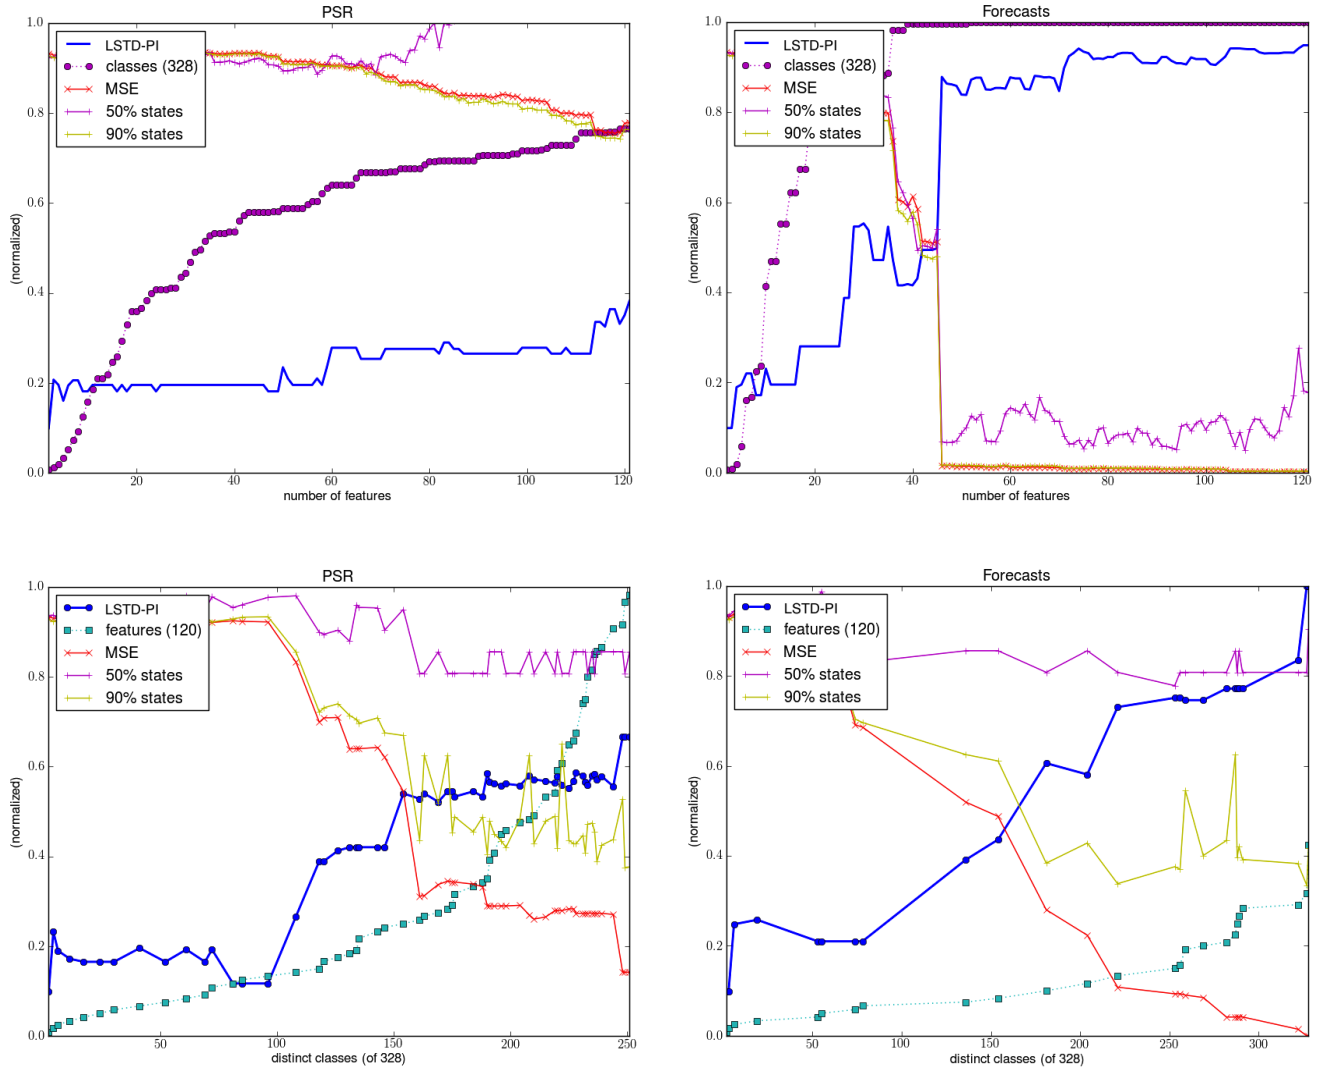 PSR
1.0
0.8
0.6
0.4
0.2
0.0
(normalized)
LSTD-PI
classes (328)
MSE
50% states
90% states
20
40
60
80
100
120
number of features
Forecasts
1.0
0.8
0.6
0.4
0.2
0.0
(normalized)
LSTD-PI
classes (328)
MSE
50% states
90% states
20
40
60
80
100
120
number of features
PSR
1.0
0.8
0.6
0.4
0.2
0.0
(normalized)
LSTD-PI
features (120)
MSE
50% states
90% states
50
100
150
200
250
distinct classes (of 328)
Forecasts
1.0
0.8
0.6
0.4
0.2
0.0
(normalized)
LSTD-PI
features (120)
MSE
50% states
90% states
50
100
150
200
250
300
distinct classes (of 328)